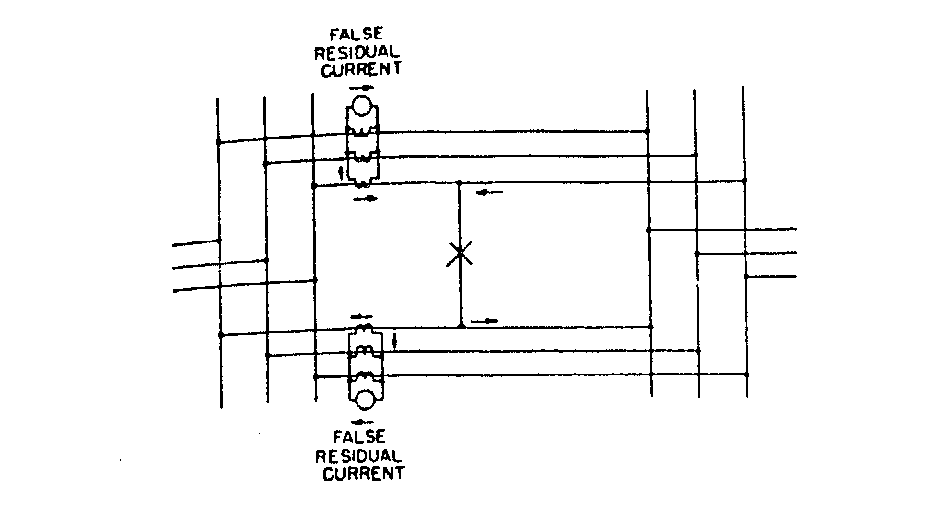 FALSE
RESIDUAL
CURRENT
FALSE
RESIDUAL
CURRENT